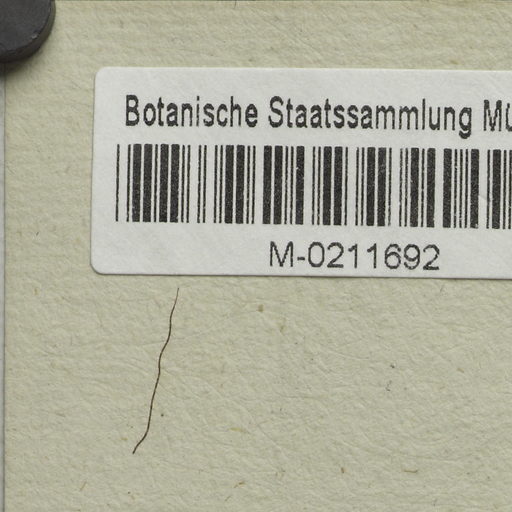 Botanische Staatssammlung Mü
M-0211692